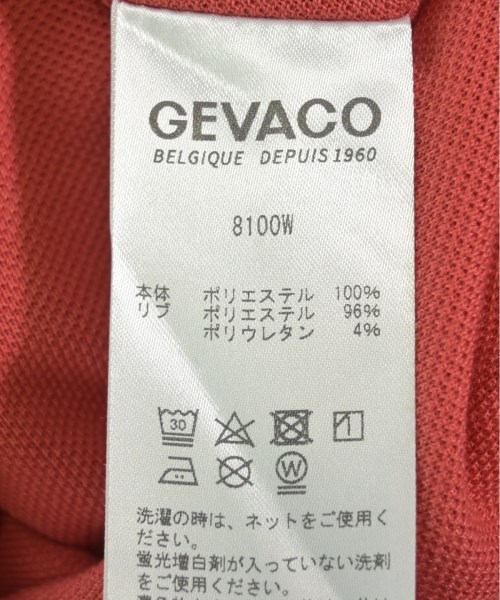 GEVACO
BELGIQUE DEPUIS 1960
8100W
本体 ポリエステル 100%
リブ ポリエステル 96%
ポリウレタン 4%
30
W
洗濯の時は、ネットをご使用く
ださい。
蛍光増白剤が入っていない洗剤
をご使用ください。